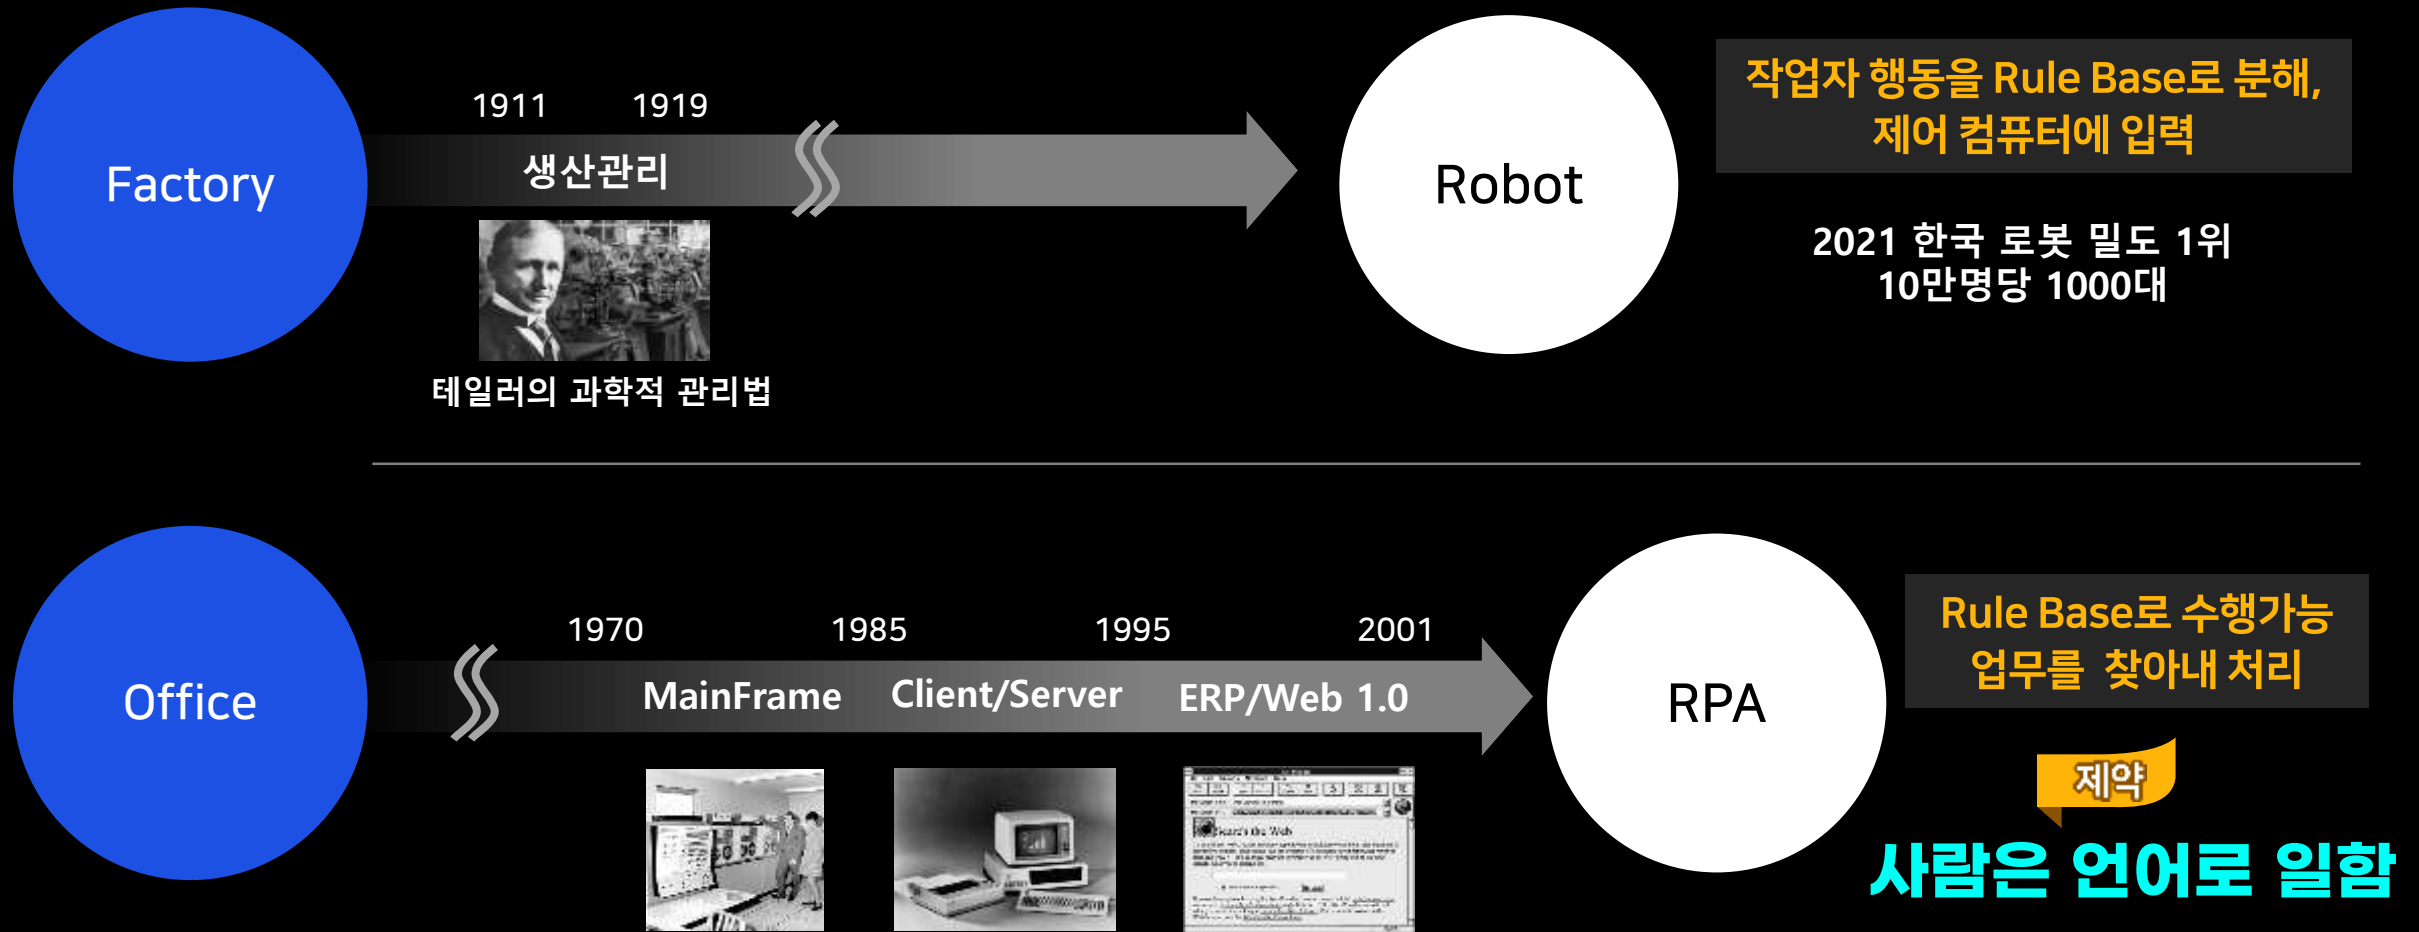 Factory
1911
1919
생산관리
테일러의 과학적 관리법
Robot
작업자 행동을 Rule Base로 분해,
제어 컴퓨터에 입력
2021 한국 로봇 밀도 1위
10만명당 1000대
Office
1970
1985
1995
2001
MainFrame
Client/Server
ERP/Web 1.0
Search the Web
RPA
Rule Base로 수행가능
업무를 찾아내 처리
제약
사람은 언어로 일함